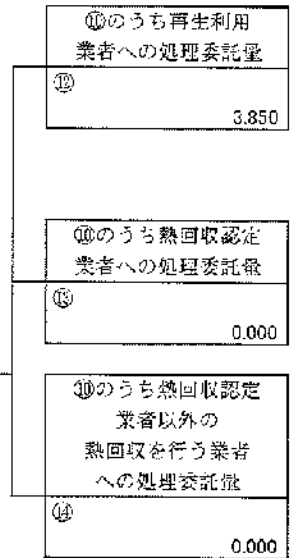 ⑩のうち再生利用
業者への処理委託量
⑫
3.850
⑩のうち熱回収認定
業者への処理委託量
⑬
0.000
⑩のうち熱回収認定
業者以外の
熱回収を行う業者
への処理委託量
⑭
0.000